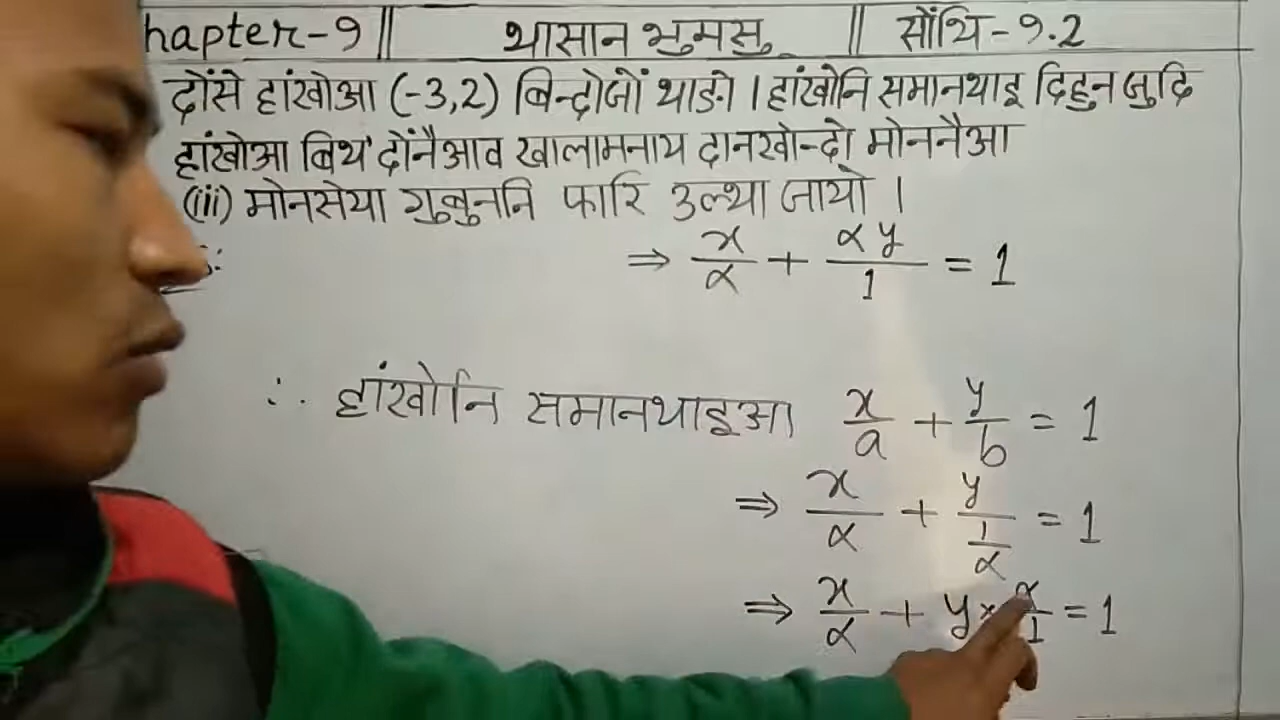 hapter-9 || थासान भुमसु || सोंथि-9.2
दोंसे हांखोआ (-3,2) बिन्दोजों थाङो । हांखोनि समानथाइ दिहुन जुदि
हांखोआ बिथ' दोंनैआव खालामनाय दानखोन्दो मोननैआ
(iii) मोनसेया गुबुननि फारि उल्था जायो ।
⇒ x/α + αy/1 = 1
∴ हांखोनि समानथाइआ x/a + y/b = 1
⇒ x/α + y/(1/α) = 1
⇒ x/α + y × α/1 = 1